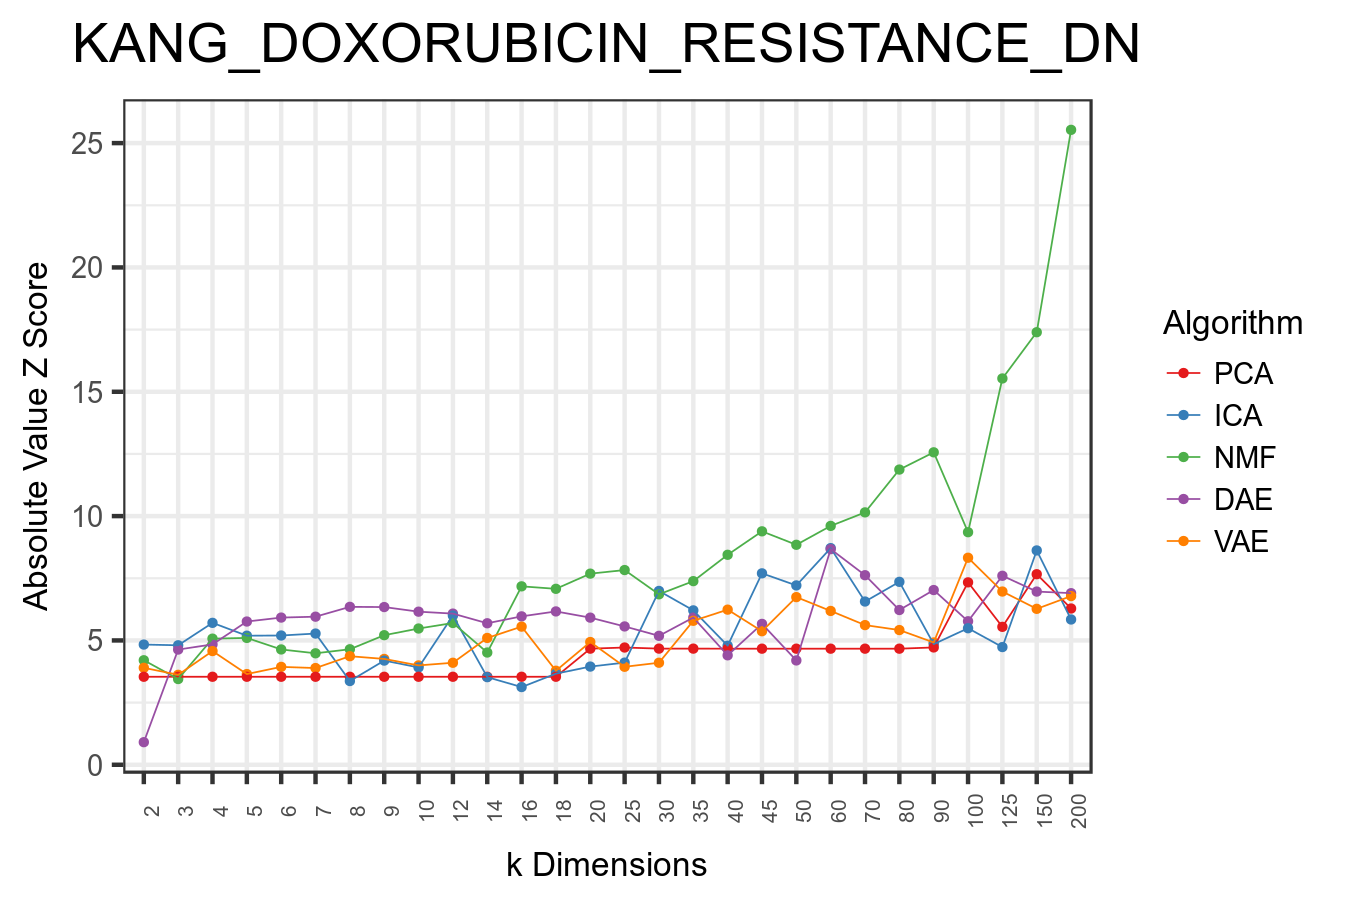 KANG_DOXORUBICIN_RESISTANCE_DN
Absolute Value Z Score
25
20
15
10
5
0
2 3 4 5 6 7 8 9 10 12 14 16 18 20 25 30 35 40 45 50 60 70 80 90 100 125 150 200
k Dimensions
Algorithm
PCA
ICA
NMF
DAE
VAE